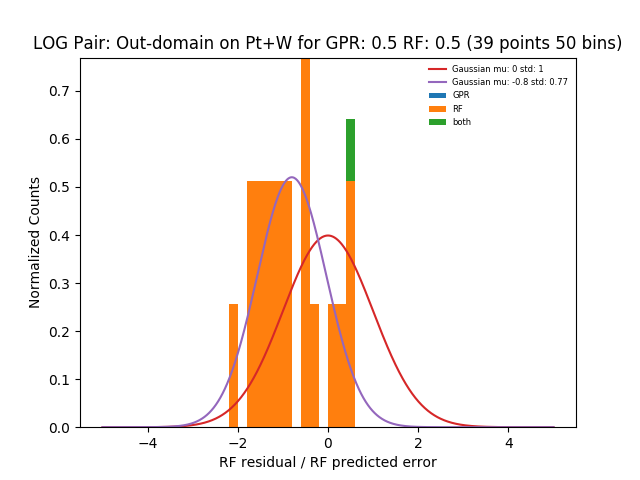 LOG Pair: Out-domain on Pt+W for GPR: 0.5 RF: 0.5 (39 points 50 bins)
Gaussian mu: 0 std: 1
Gaussian mu: -0.8 std: 0.77
GPR
RF
both
Normalized Counts
0.7
0.6
0.5
0.4
0.3
0.2
0.1
0.0
−4
−2
0
2
4
RF residual / RF predicted error